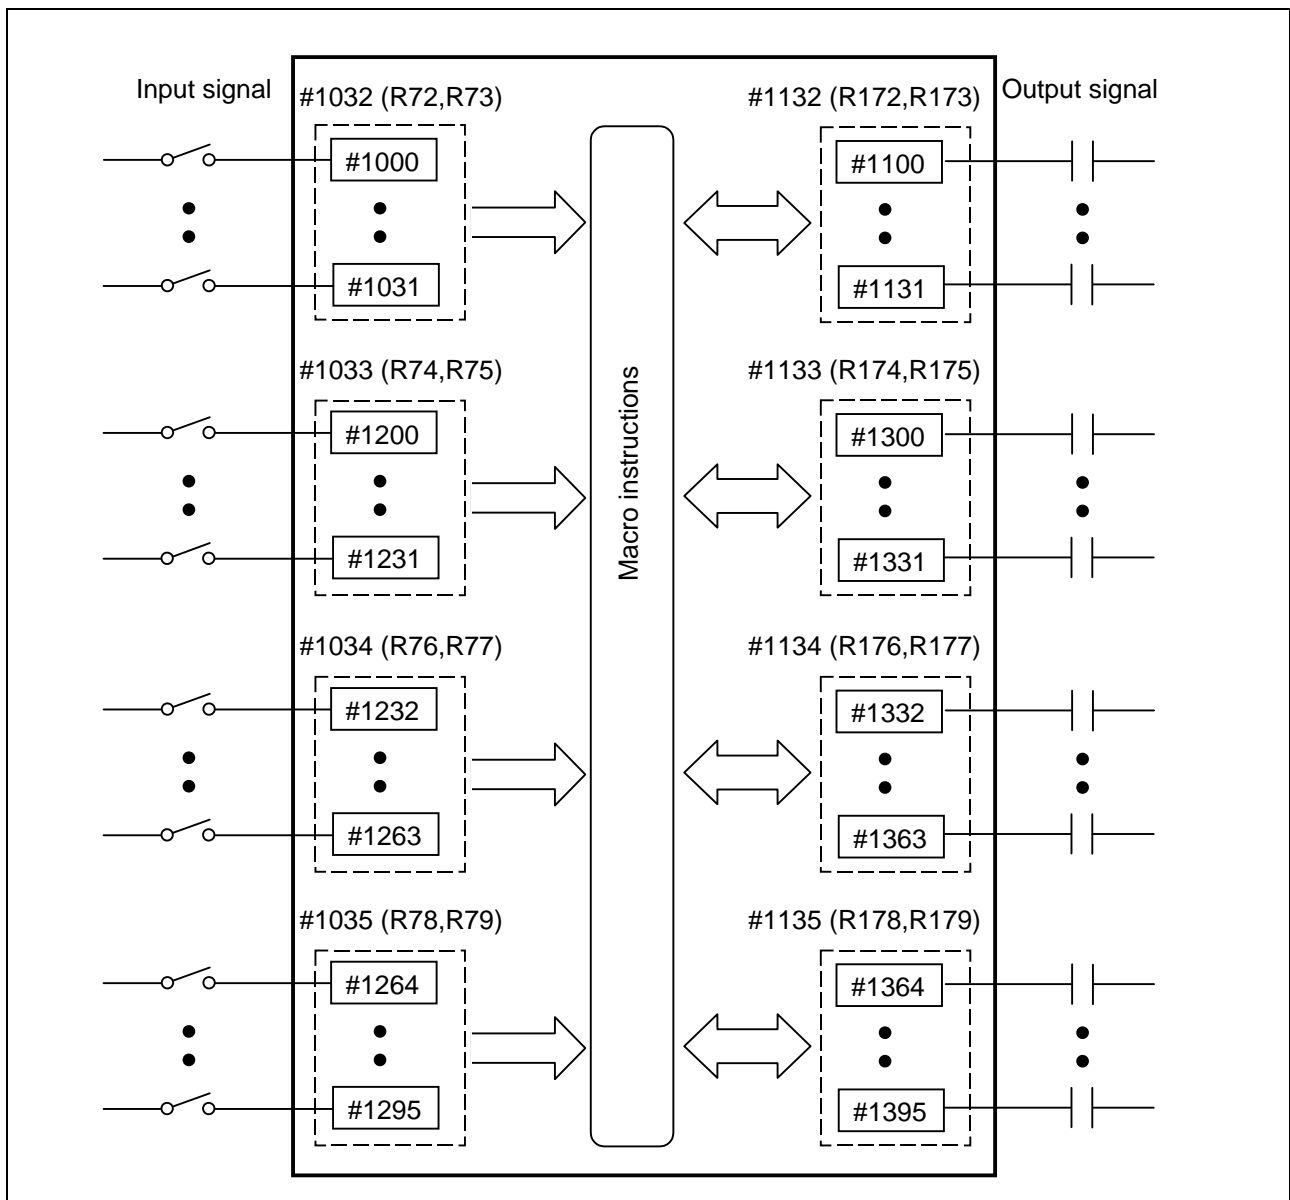 Input signal
#1032 (R72,R73)
#1132 (R172,R173)
Output signal
#1000
#1100
#1031
#1131
#1033 (R74,R75)
#1133 (R174,R175)
#1200
#1300
Macro instructions
#1231
#1331
#1034 (R76,R77)
#1134 (R176,R177)
#1232
#1332
#1263
#1363
#1035 (R78,R79)
#1135 (R178,R179)
#1264
#1364
#1295
#1395